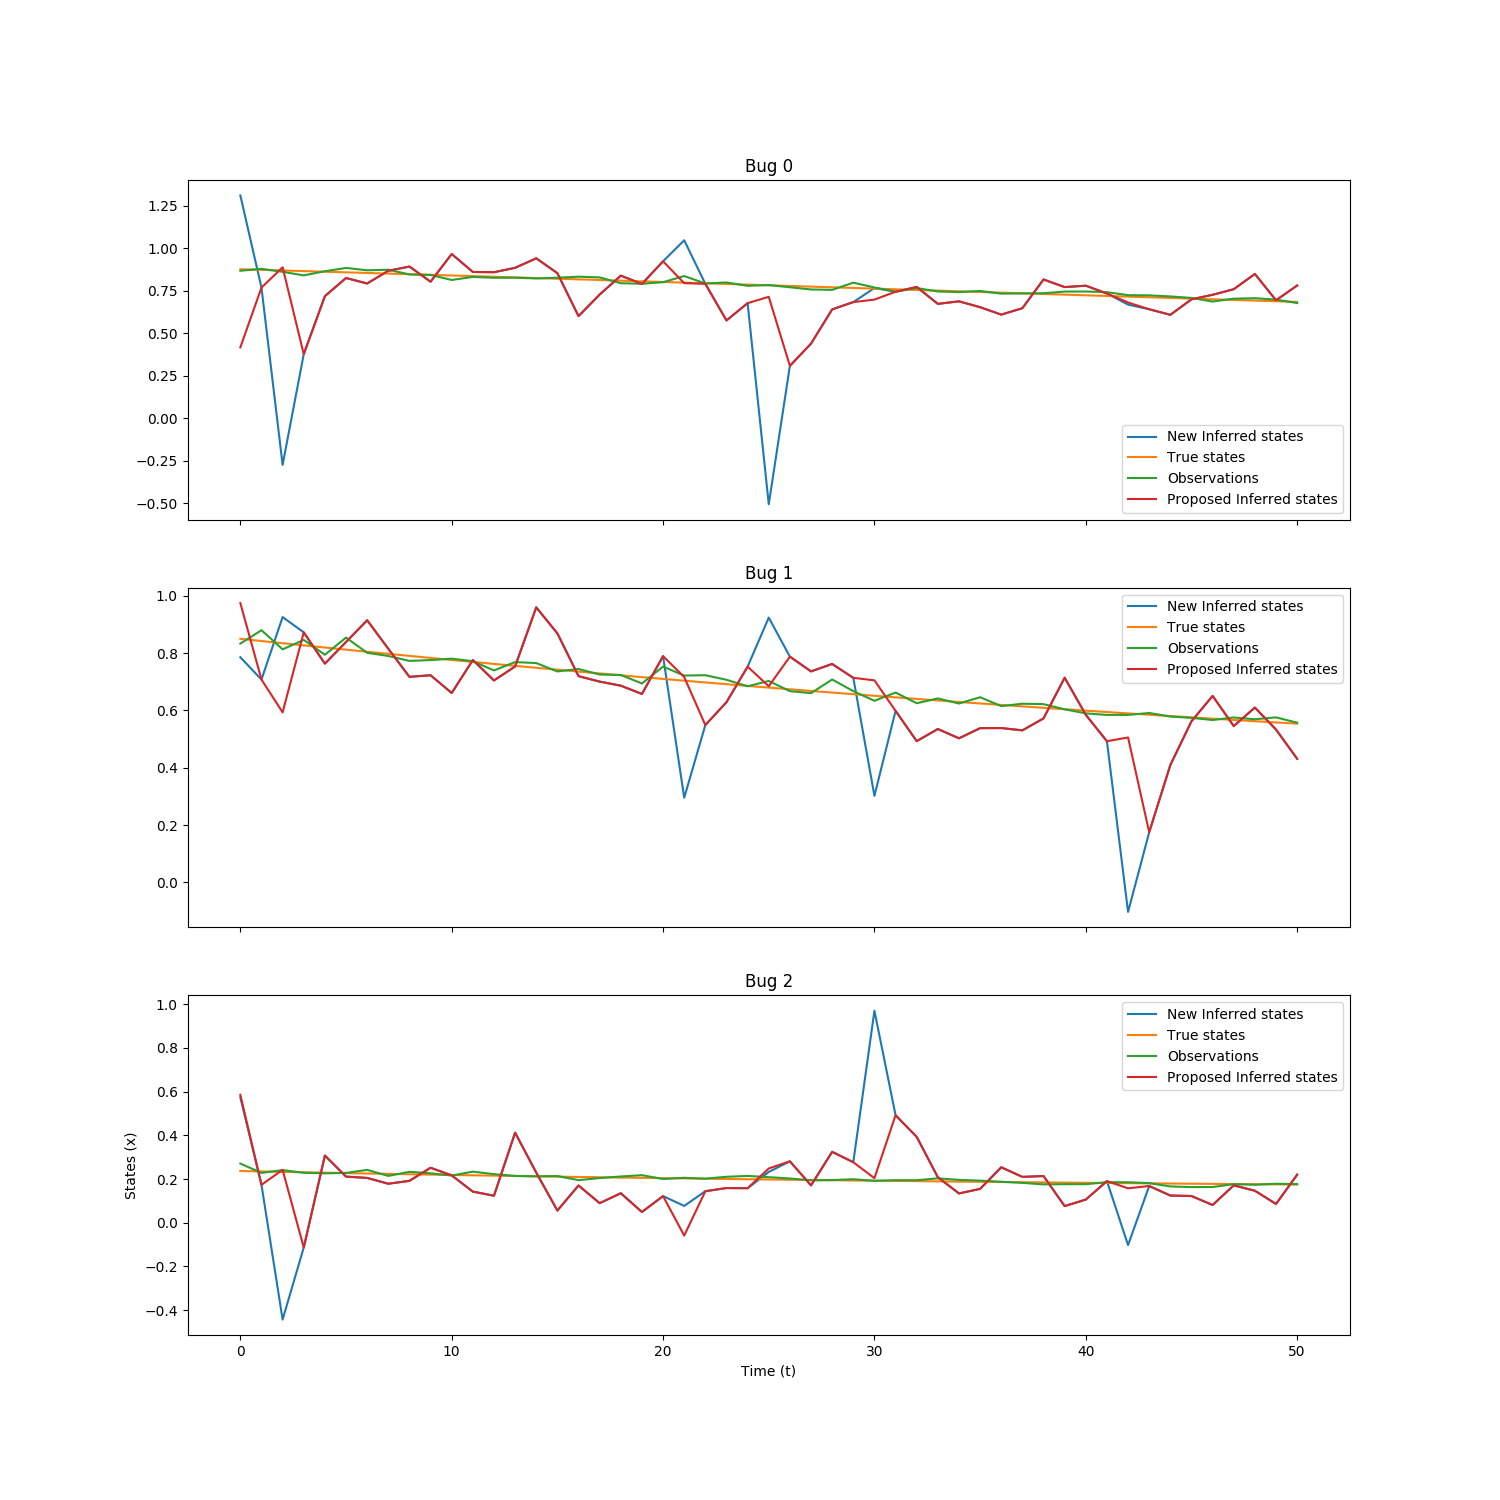 Bug 0
1.25
1.00
0.75
0.50
0.25
0.00
−0.25
−0.50
New Inferred states
True states
Observations
Proposed Inferred states
Bug 1
1.0
0.8
0.6
0.4
0.2
0.0
New Inferred states
True states
Observations
Proposed Inferred states
Bug 2
1.0
0.8
0.6
0.4
0.2
0.0
−0.2
−0.4
States (x)
New Inferred states
True states
Observations
Proposed Inferred states
0 10 20 30 40 50
Time (t)